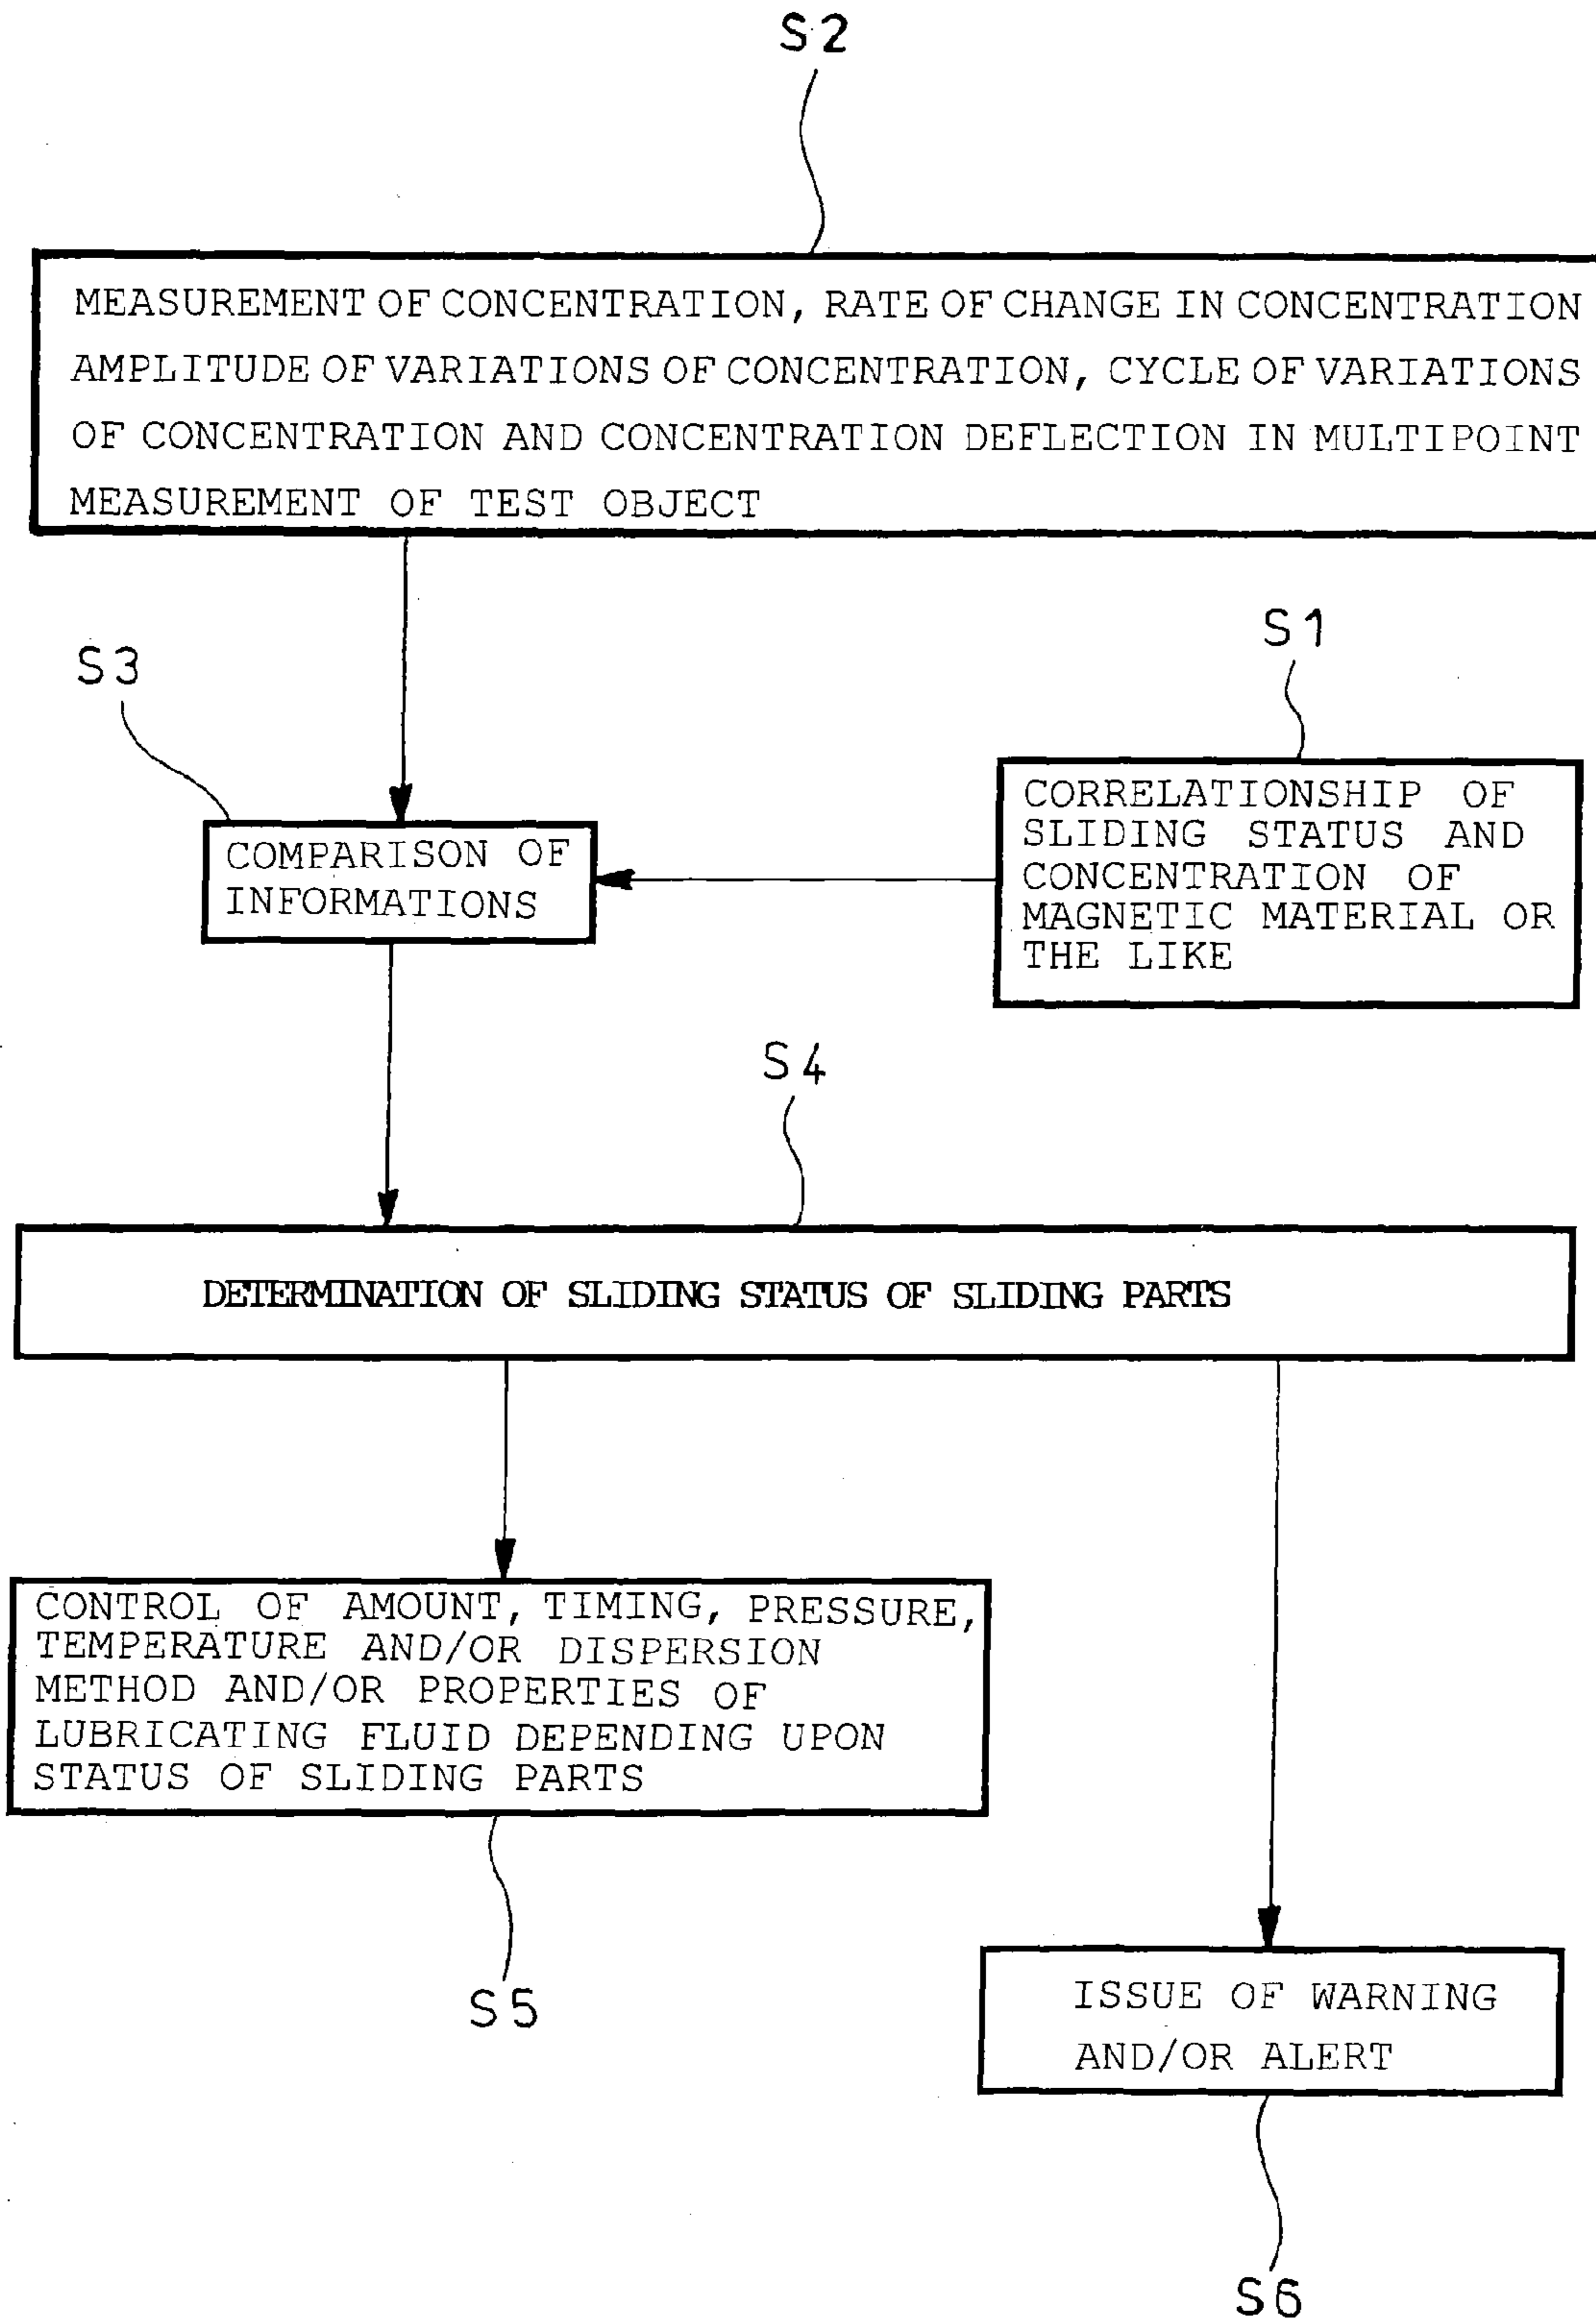 S2
MEASUREMENT OF CONCENTRATION, RATE OF CHANGE IN CONCENTRATION
AMPLITUDE OF VARIATIONS OF CONCENTRATION, CYCLE OF VARIATIONS
OF CONCENTRATION AND CONCENTRATION DEFLECTION IN MULTIPOINT
MEASUREMENT OF TEST OBJECT
S1
S3
CORRELATIONSHIP OF
SLIDING STATUS AND
CONCENTRATION OF
MAGNETIC MATERIAL OR
THE LIKE
COMPARISON OF
INFORMATIONS
S4
DETERMINATION OF SLIDING STATUS OF SLIDING PARTS
CONTROL OF AMOUNT, TIMING, PRESSURE,
TEMPERATURE AND/OR DISPERSION
METHOD AND/OR PROPERTIES OF
LUBRICATING FLUID DEPENDING UPON
STATUS OF SLIDING PARTS
S5
ISSUE OF WARNING
AND/OR ALERT
S6